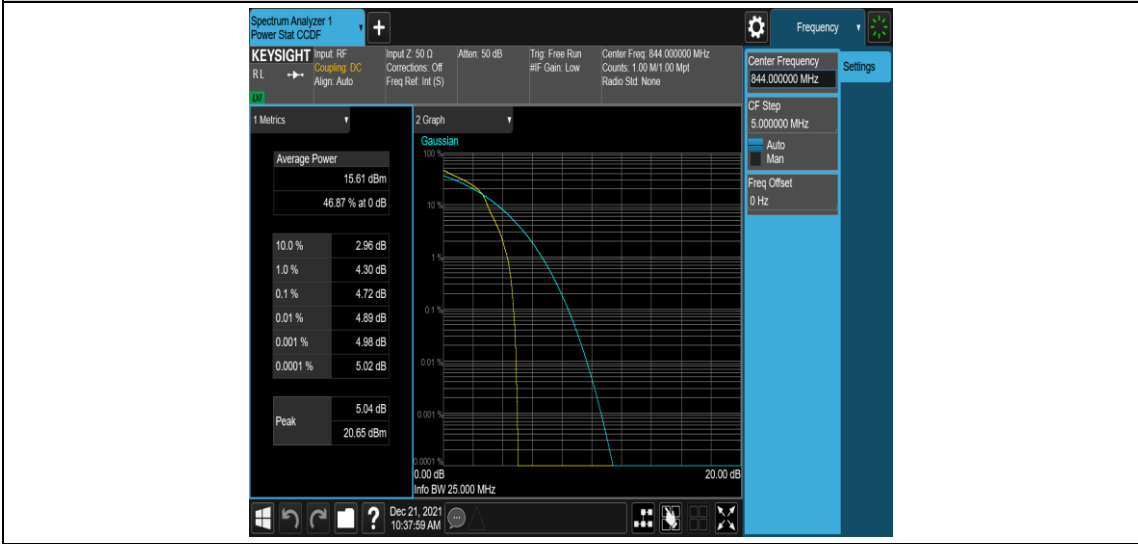 Spectrum Analyzer 1
Power Stat CCDF
+
Frequency
KEYSIGHT
R L
Input: RF
Coupling: DC
Align: Auto
Input Z: 50 Ω
Corrections: Off
Freq Ref: Int (S)
Atten: 50 dB
Trig: Free Run
#IF Gain: Low
Center Freq: 844.000000 MHz
Counts: 1.00 M/1.00 Mpt
Radio Std: None
Center Frequency
844.000000 MHz
Settings
CF Step
5.000000 MHz
Auto
Man
Freq Offset
0 Hz
1 Metrics
Average Power
15.61 dBm
46.87 % at 0 dB
10.0 % 2.96 dB
1.0 % 4.30 dB
0.1 % 4.72 dB
0.01 % 4.89 dB
0.001 % 4.98 dB
0.0001 % 5.02 dB
Peak 5.04 dB
20.65 dBm
2 Graph
Gaussian
100 %
10 %
1 %
0.1 %
0.01 %
0.001 %
0.0001 %
0.00 dB 20.00 dB
Info BW 25.000 MHz
?
Dec 21, 2021
10:37:59 AM